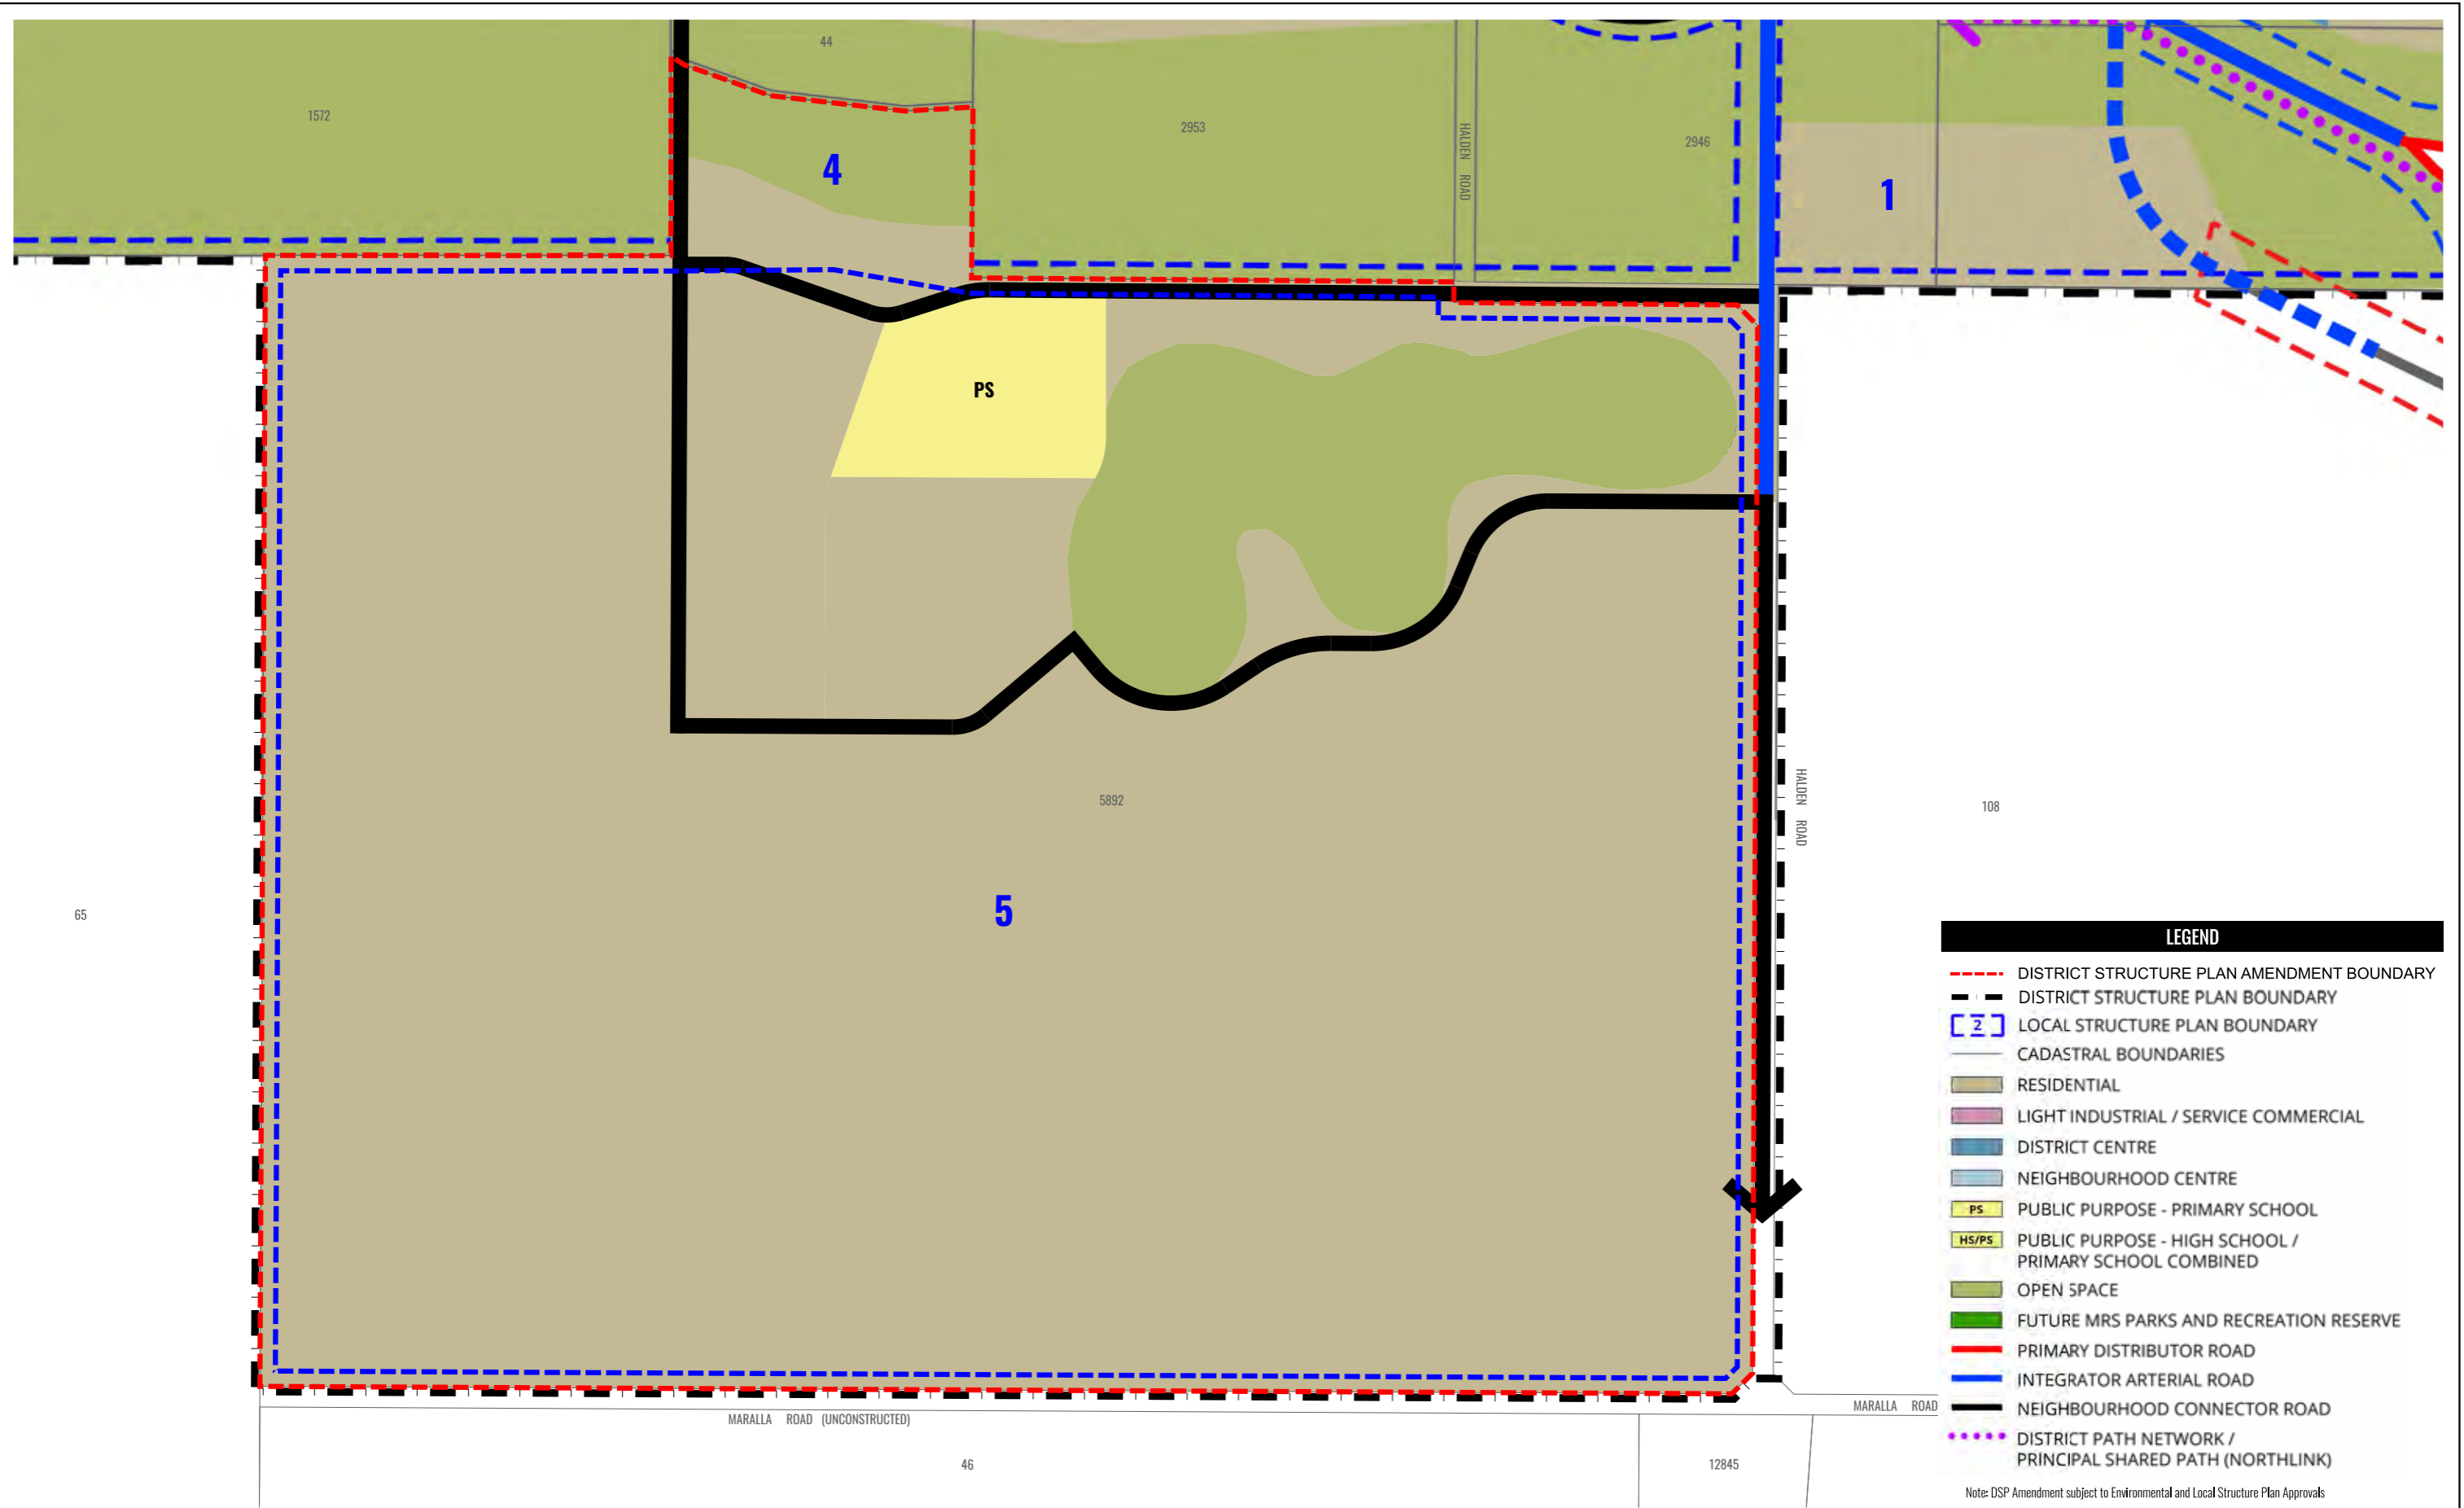 44
1572
2953
HALDEN ROAD
2946
4
1
PS
5892
HALDEN ROAD
108
5
65
LEGEND
DISTRICT STRUCTURE PLAN AMENDMENT BOUNDARY
DISTRICT STRUCTURE PLAN BOUNDARY
2 LOCAL STRUCTURE PLAN BOUNDARY
CADASTRAL BOUNDARIES
RESIDENTIAL
LIGHT INDUSTRIAL / SERVICE COMMERCIAL
DISTRICT CENTRE
NEIGHBOURHOOD CENTRE
PS PUBLIC PURPOSE - PRIMARY SCHOOL
HS/PS PUBLIC PURPOSE - HIGH SCHOOL /
PRIMARY SCHOOL COMBINED
OPEN SPACE
FUTURE MRS PARKS AND RECREATION RESERVE
PRIMARY DISTRIBUTOR ROAD
INTEGRATOR ARTERIAL ROAD
NEIGHBOURHOOD CONNECTOR ROAD
DISTRICT PATH NETWORK /
PRINCIPAL SHARED PATH (NORTHLINK)
Note: DSP Amendment subject to Environmental and Local Structure Plan Approvals
MARALLA ROAD (UNCONSTRUCTED)
MARALLA ROAD
46
12845